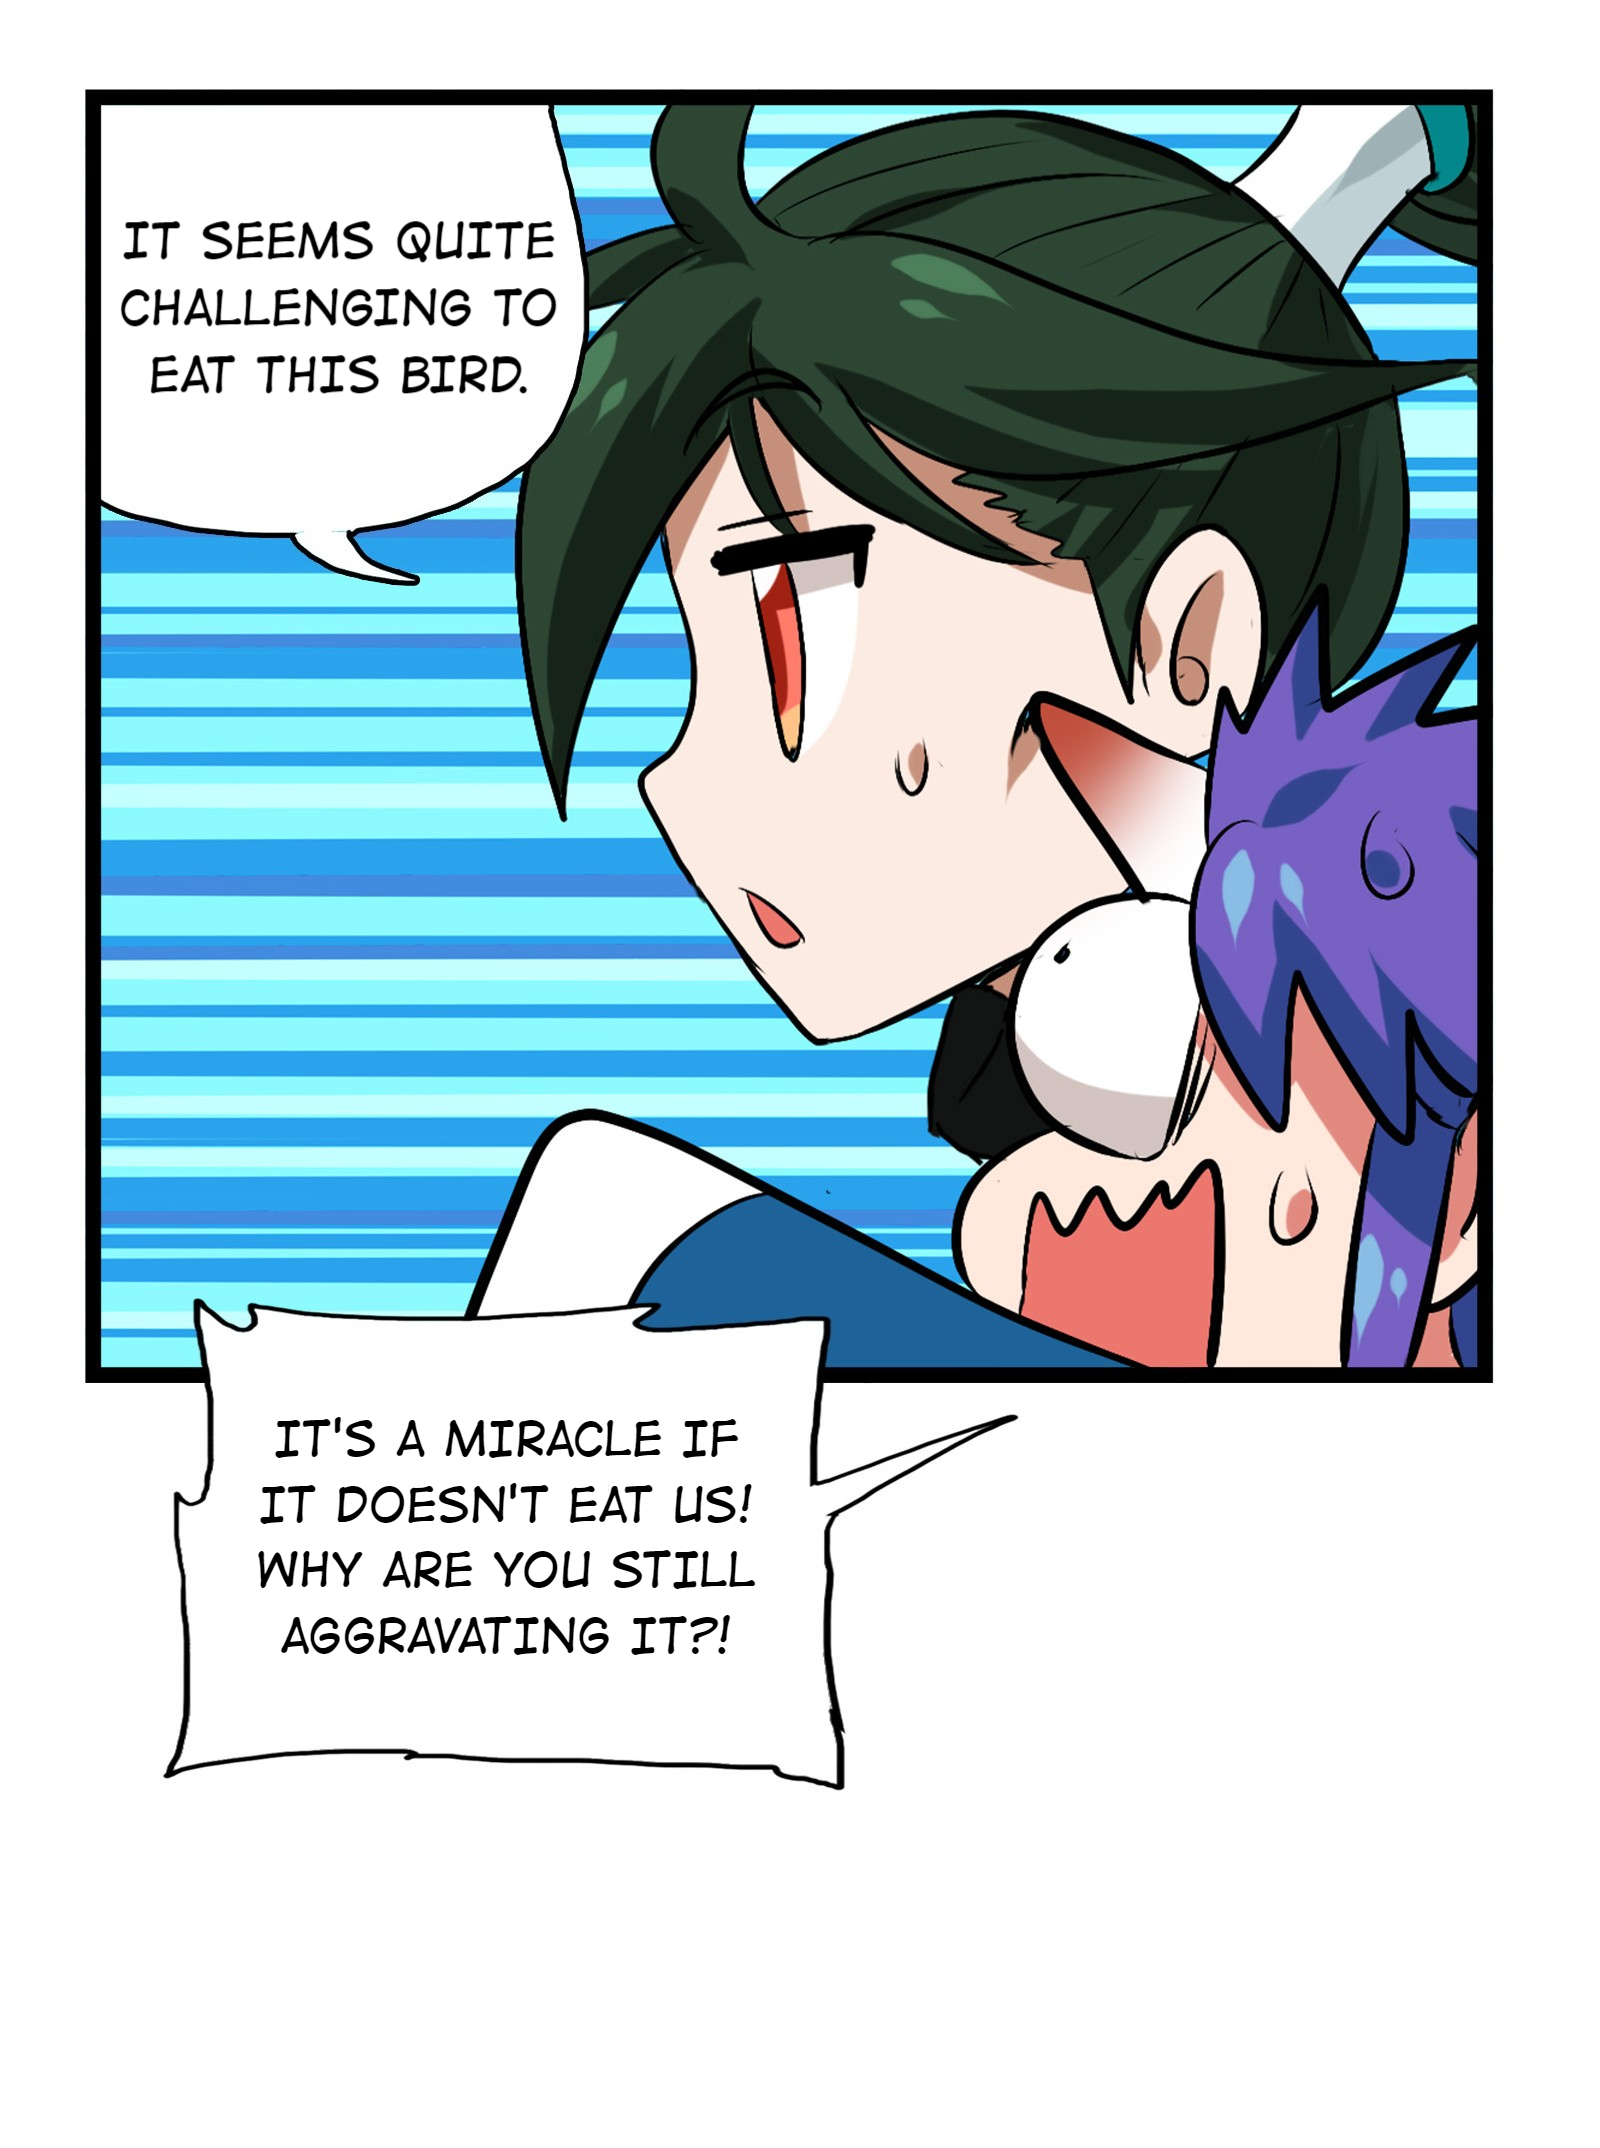 IT SEEMS QUITE
CHALLENGING TO
EAT THIS BIRD.
IT'S A MIRACLE IF
IT DOESN'T EAT US!
WHY ARE YOU STILL
AGGRAVATING IT?!